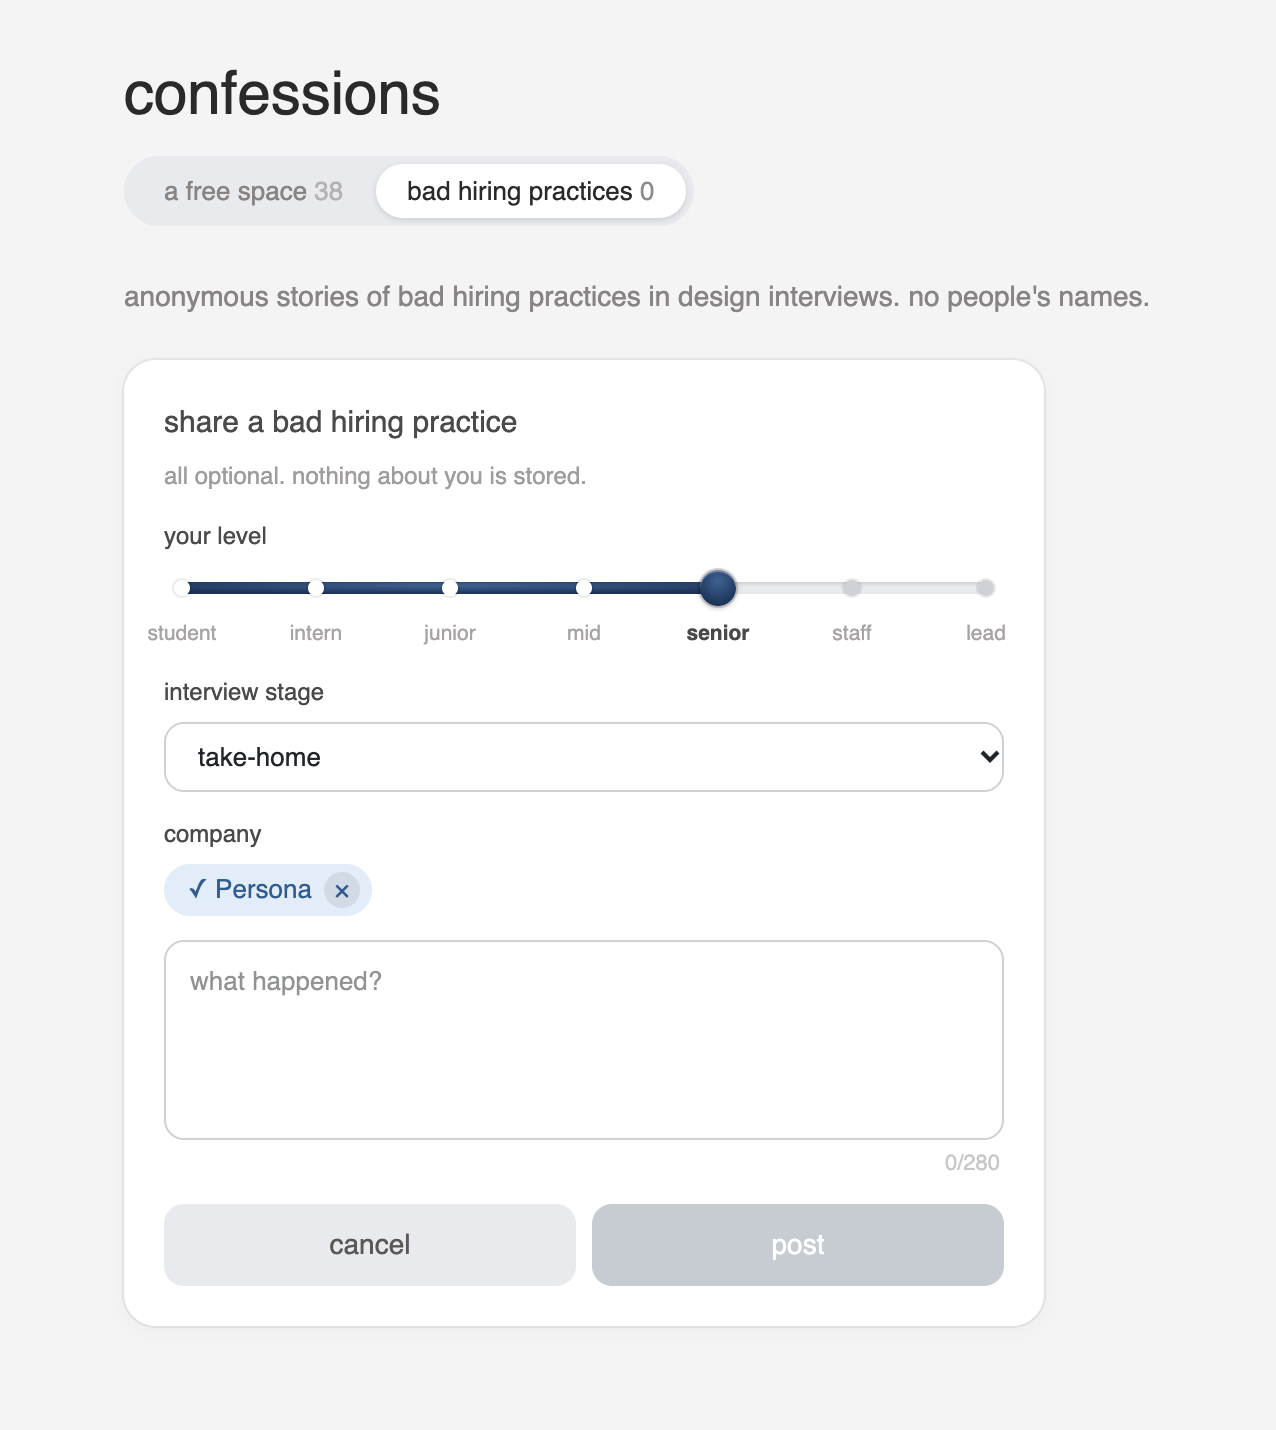 confessions
a free space 38
bad hiring practices 0
anonymous stories of bad hiring practices in design interviews. no people's names.
share a bad hiring practice
all optional. nothing about you is stored.
your level
student intern junior mid senior staff lead
interview stage
take-home
company
✓ Persona ×
what happened?
0/280
cancel post